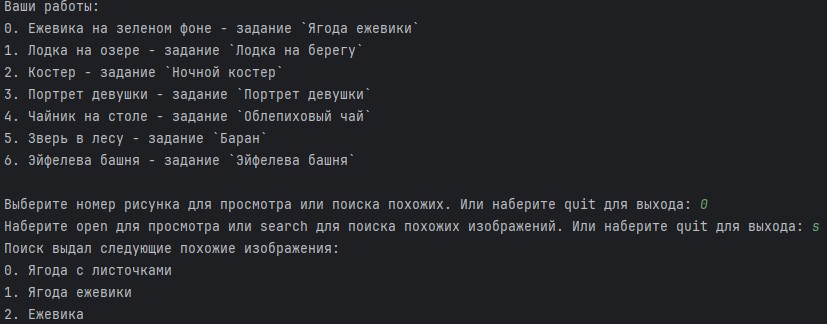 Ваши работы:
0. Ежевика на зеленом фоне - задание `Ягода ежевики`
1. Лодка на озере - задание `Лодка на берегу`
2. Костер - задание `Ночной костер`
3. Портрет девушки - задание `Портрет девушки`
4. Чайник на столе - задание `Облепиховый чай`
5. Зверь в лесу - задание `Баран`
6. Эйфелева башня - задание `Эйфелева башня`
Выберите номер рисунка для просмотра или поиска похожих. Или наберите quit для выхода: 0
Наберите open для просмотра или search для поиска похожих изображений. Или наберите quit для выхода: s
Поиск выдал следующие похожие изображения:
0. Ягода с листочками
1. Ягода ежевики
2. Ежевика